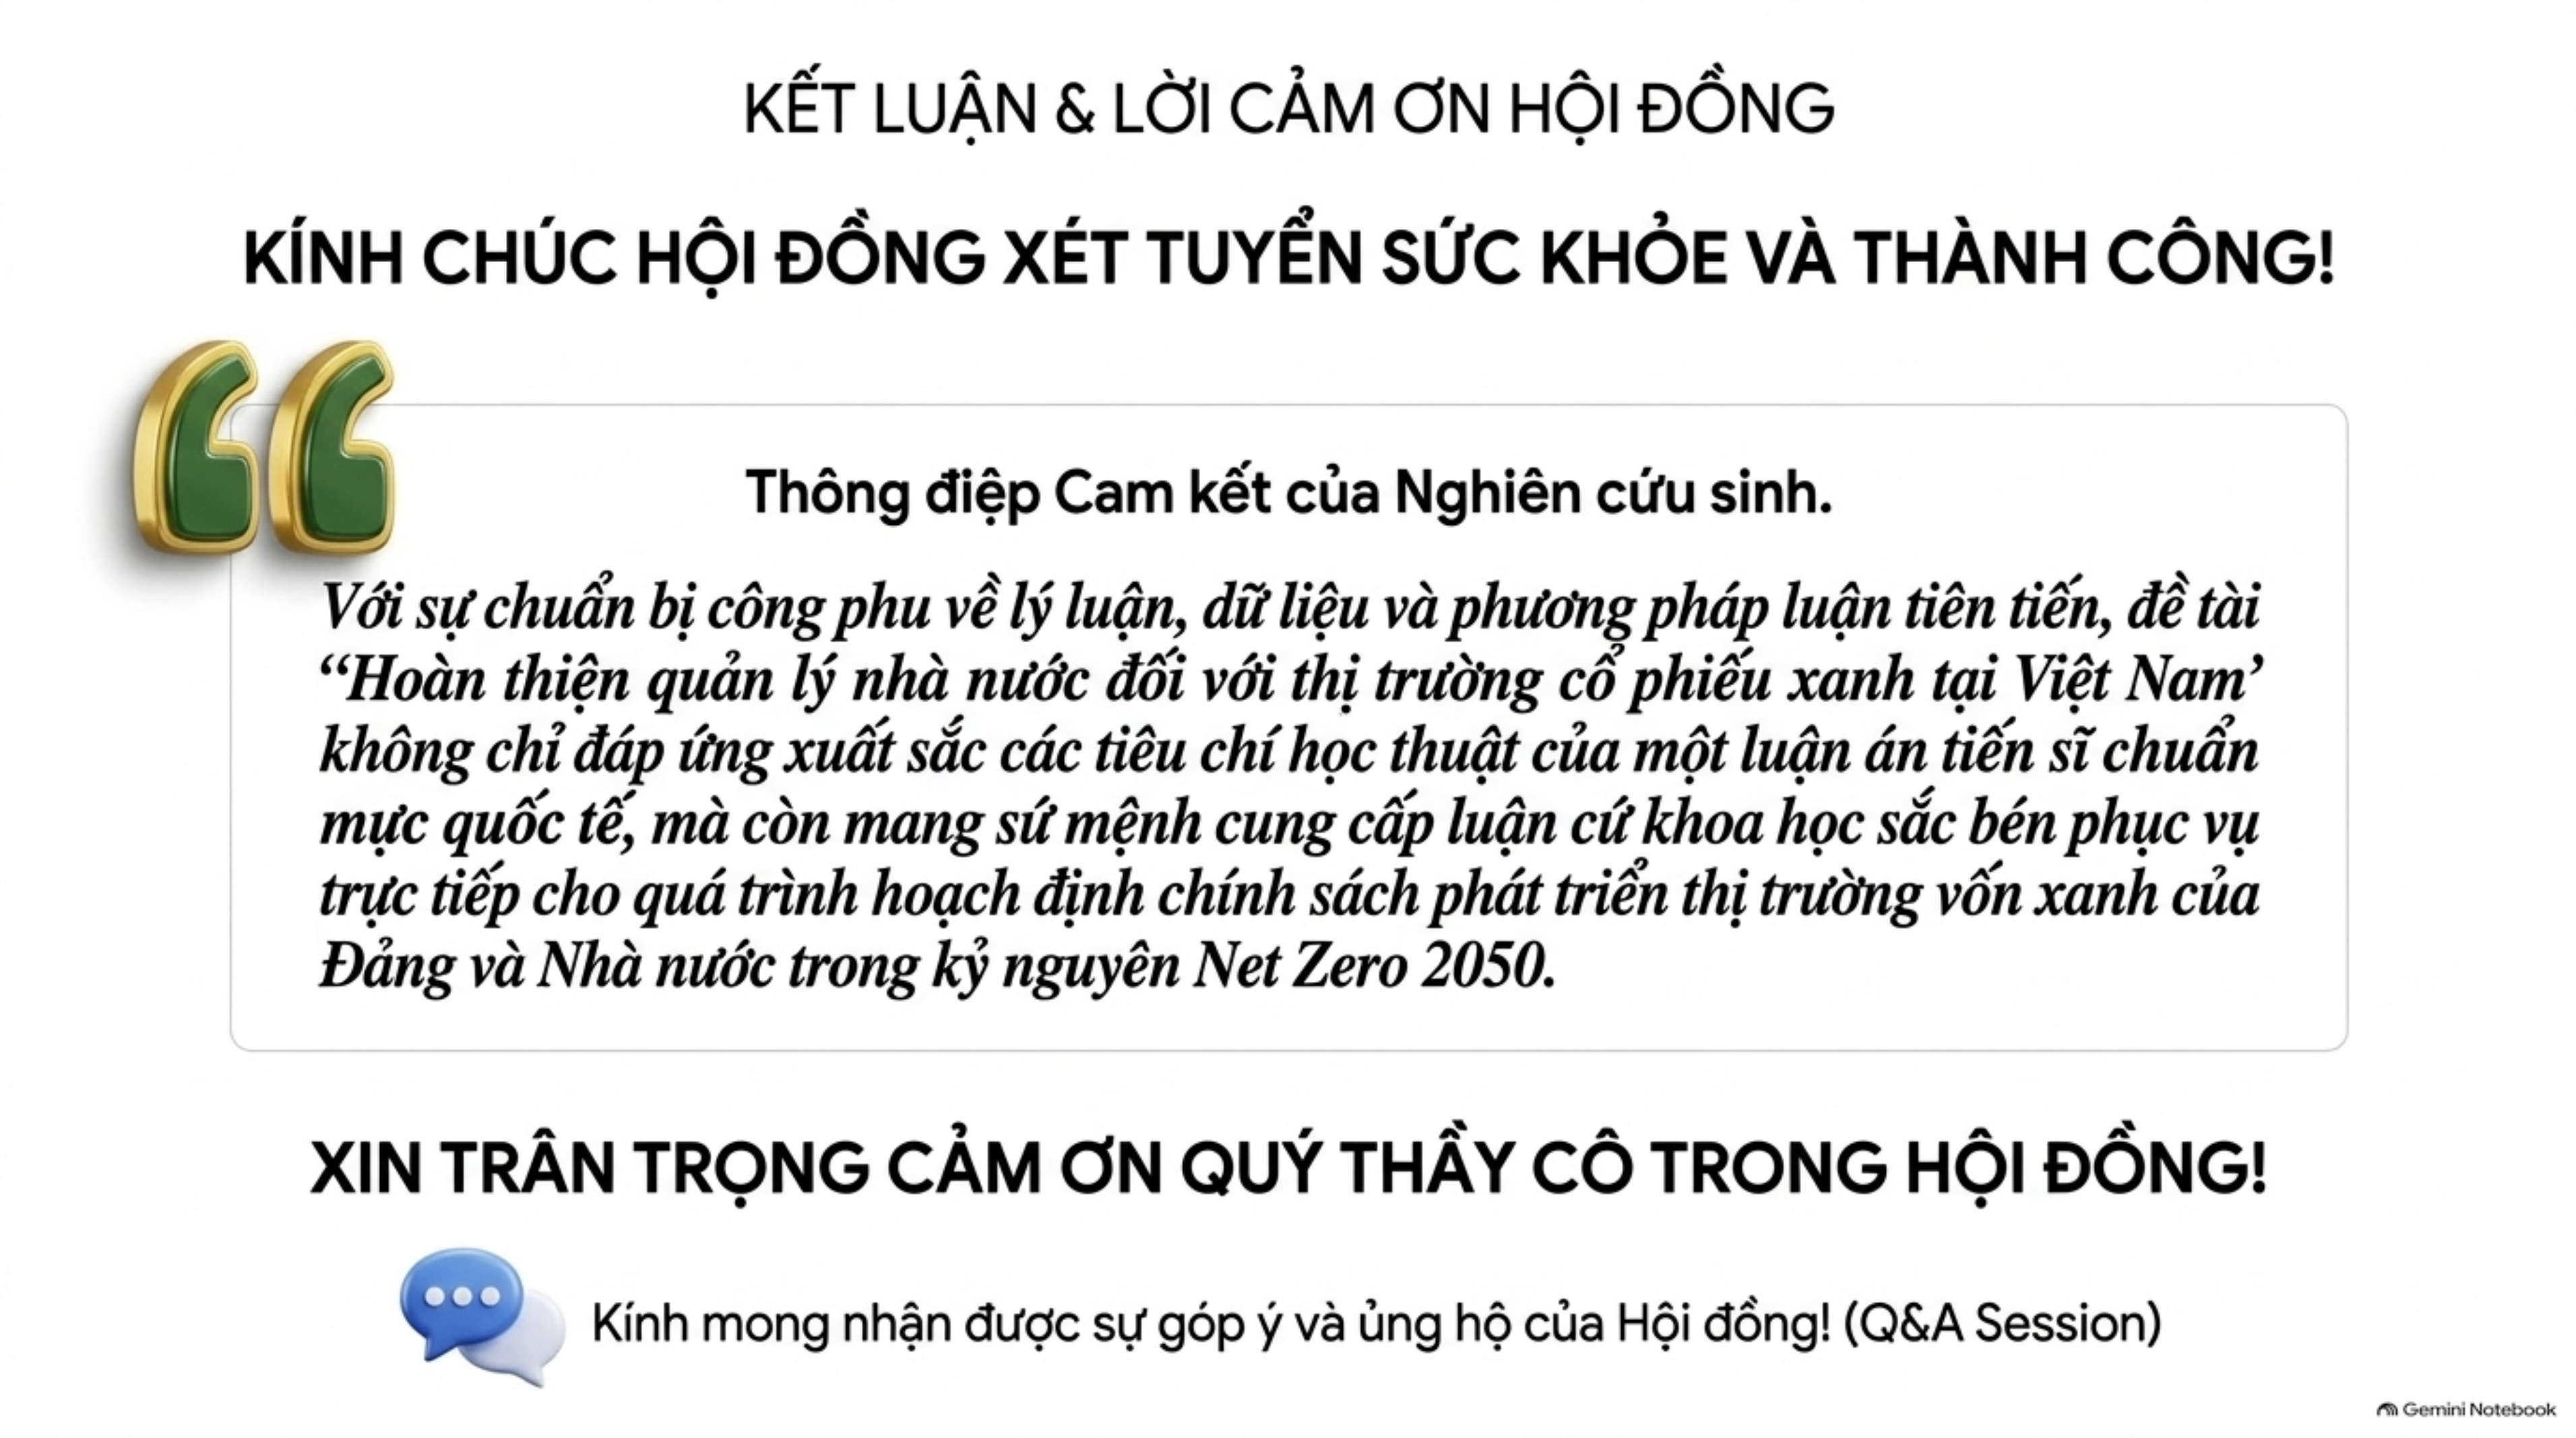 KẾT LUẬN & LỜI CẢM ƠN HỘI ĐỒNG
KÍNH CHÚC HỘI ĐỒNG XÉT TUYỂN SỨC KHỎE VÀ THÀNH CÔNG!
Thông điệp Cam kết của Nghiên cứu sinh.
Với sự chuẩn bị công phu về lý luận, dữ liệu và phương pháp luận tiên tiến, đề tài
“Hoàn thiện quản lý nhà nước đối với thị trường cổ phiếu xanh tại Việt Nam’
không chỉ đáp ứng xuất sắc các tiêu chí học thuật của một luận án tiến sĩ chuẩn
mực quốc tế, mà còn mang sứ mệnh cung cấp luận cứ khoa học sắc bén phục vụ
trực tiếp cho quá trình hoạch định chính sách phát triển thị trường vốn xanh của
Đảng và Nhà nước trong kỷ nguyên Net Zero 2050.
XIN TRÂN TRỌNG CẢM ƠN QUÝ THẦY CÔ TRONG HỘI ĐỒNG!
Kính mong nhận được sự góp ý và ủng hộ của Hội đồng! (Q&A Session)
Gemini Notebook